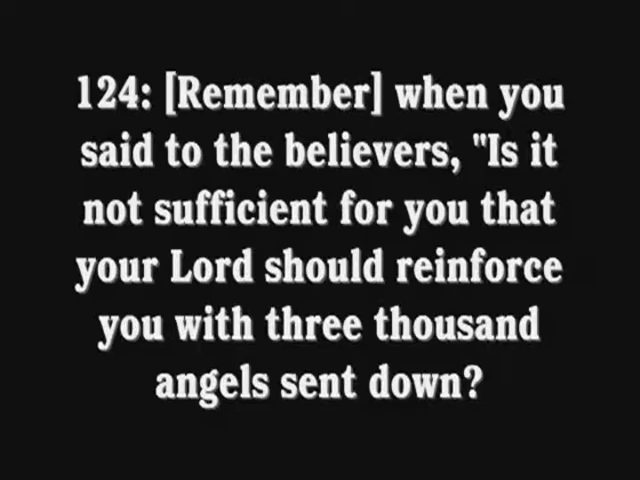 124: [Remember] when you
said to the believers, "Is it
not sufficient for you that
your Lord should reinforce
you with three thousand
angels sent down?